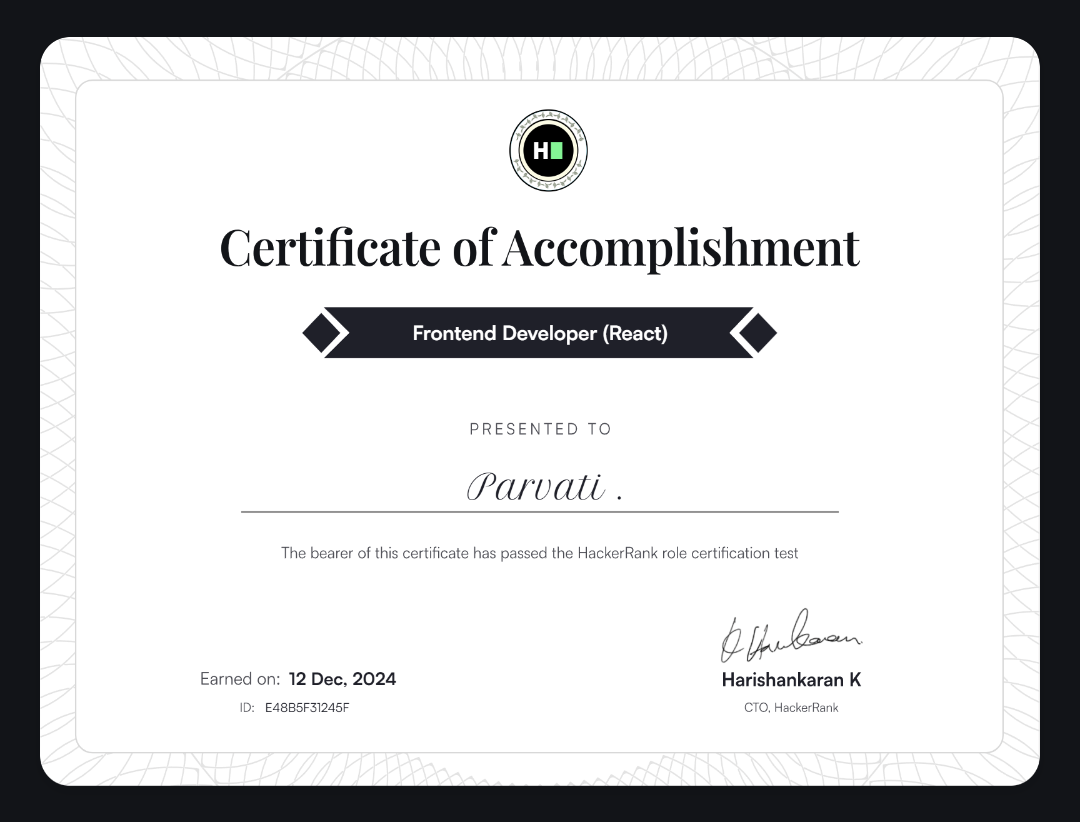 H
Certificate of Accomplishment
Frontend Developer (React)
PRESENTED TO
Parvati .
The bearer of this certificate has passed the HackerRank role certification test
Earned on: 12 Dec, 2024
ID: E48B5F31245F
Harishankaran K
CTO, HackerRank